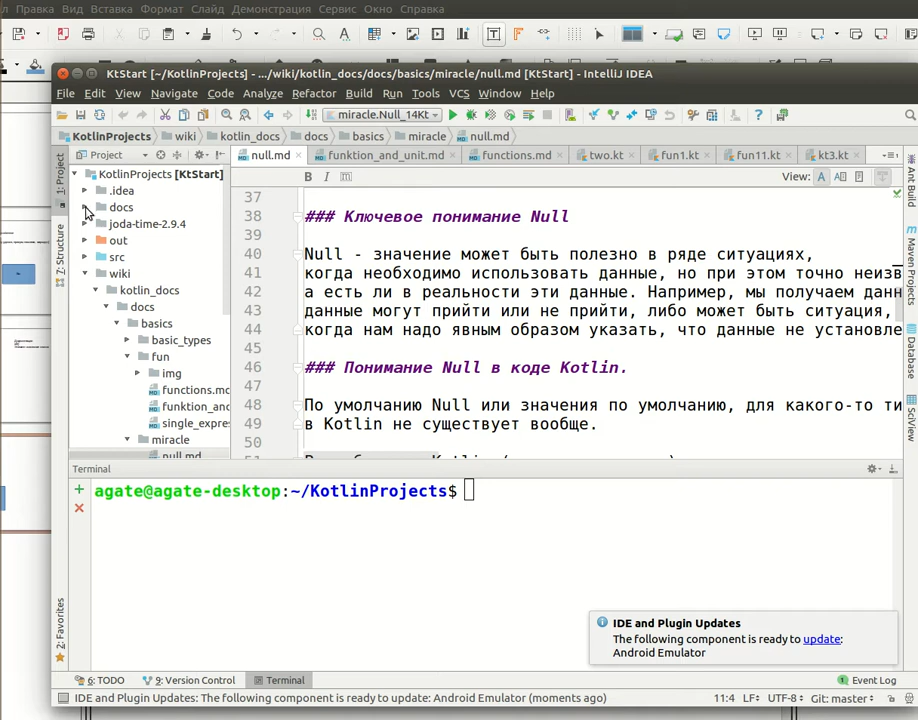 Правка Вид Вставка Формат Слайд Демонстрация Сервис Окно Справка
KtStart [~/KotlinProjects] - .../wiki/kotlin_docs/docs/basics/miracle/null.md [KtStart] - IntelliJ IDEA
File Edit View Navigate Code Analyze Refactor Build Run Tools VCS Window Help
miracle.Null_14Kt
KotlinProjects wiki kotlin_docs docs basics miracle null.md
Project
null.md funktion_and_unit.md functions.md two.kt fun1.kt fun11.kt kt3.kt
View:
1: Project
7: Structure
2: Favorites
KotlinProjects [KtStart]
.idea
docs
joda-time-2.9.4
out
src
wiki
kotlin_docs
docs
basics
basic_types
fun
img
functions.md
funktion_and
single_expre
miracle
null.md
37
38 ### Ключевое понимание Null
39
40 Null - значение может быть полезно в ряде ситуациях,
41 когда необходимо использовать данные, но при этом точно неизв
42 а есть ли в реальности эти данные. Например, мы получаем данн
43 данные могут прийти или не прийти, либо может быть ситуация,
44 когда нам надо явным образом указать, что данные не установле
45
46 ### Понимание Null в коде Kotlin.
47
48 По умолчанию Null или значения по умолчанию, для какого-то ти
49 в Kotlin не существует вообще.
50
Ant Build
Maven Projects
Database
SciView
Terminal
agate@agate-desktop:~/KotlinProjects$
IDE and Plugin Updates
The following component is ready to update:
Android Emulator
6: TODO 9: Version Control Terminal Event Log
IDE and Plugin Updates: The following component is ready to update: Android Emulator (moments ago) 11:4 LF UTF-8 Git: master